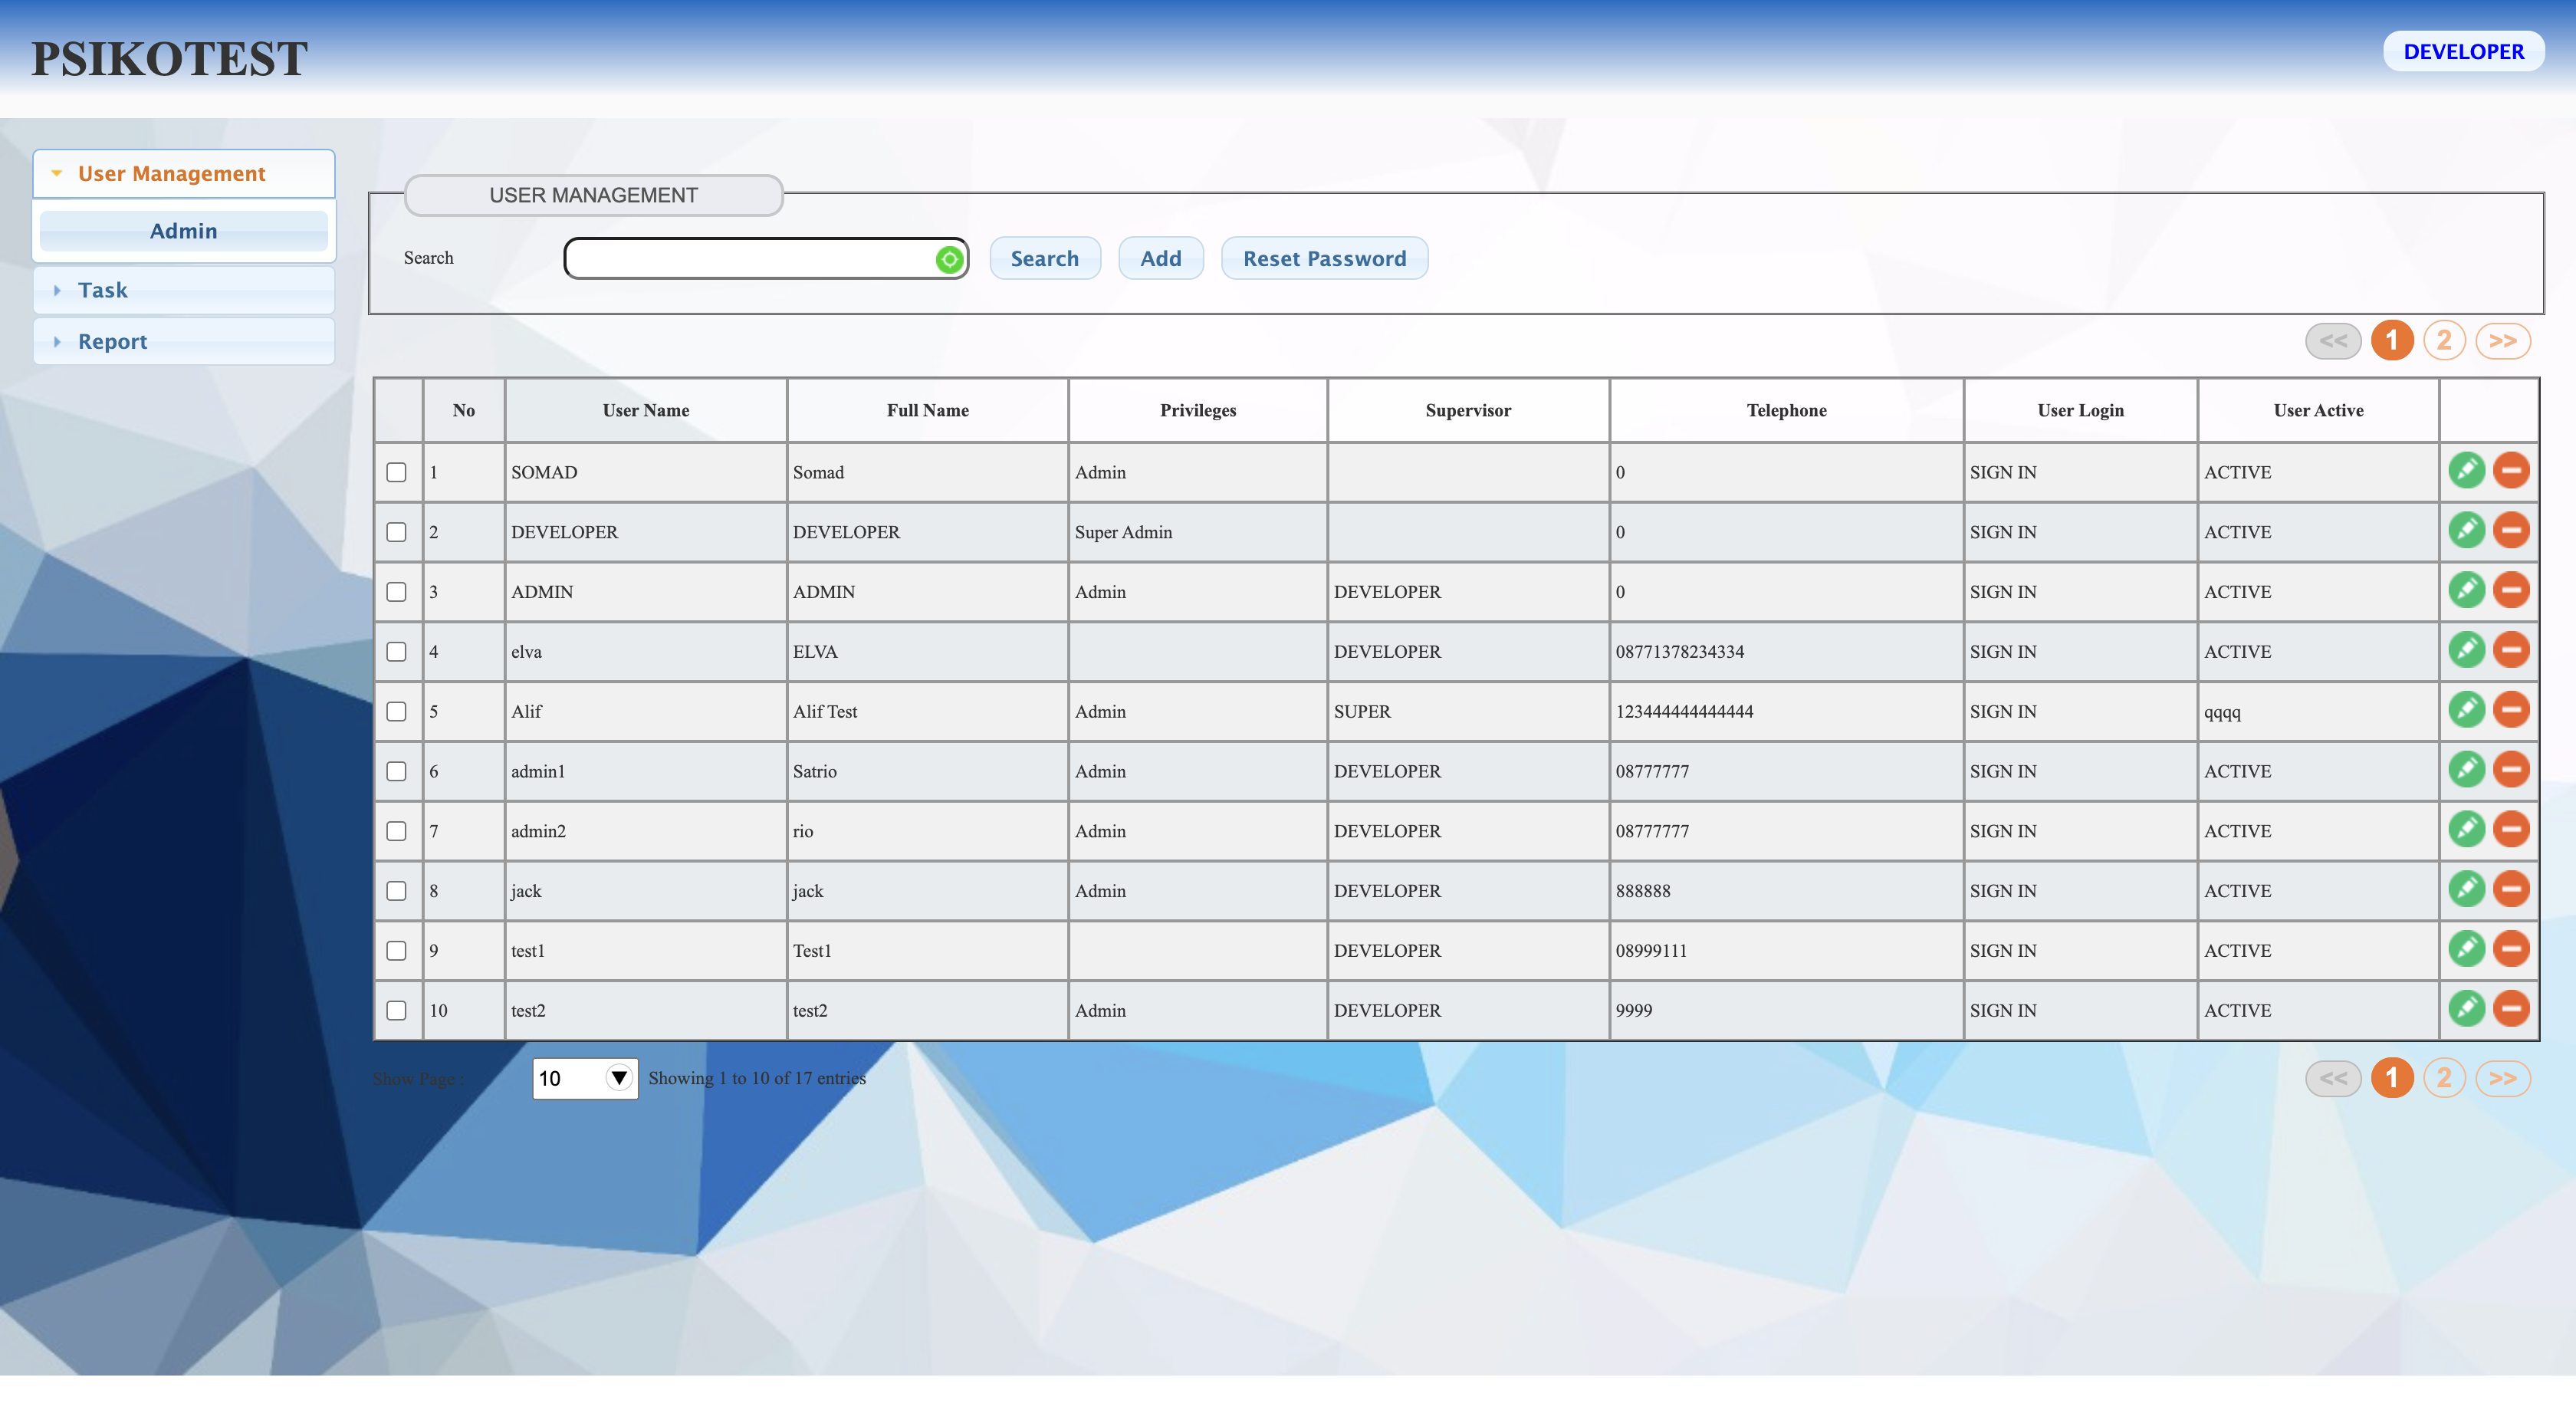 PSIKOTEST
DEVELOPER
User Management
Admin
Task
Report
USER MANAGEMENT
Search Search Add Reset Password
<< 1 2 >>
No User Name Full Name Privileges Supervisor Telephone User Login User Active
1 SOMAD Somad Admin 0 SIGN IN ACTIVE
2 DEVELOPER DEVELOPER Super Admin 0 SIGN IN ACTIVE
3 ADMIN ADMIN Admin DEVELOPER 0 SIGN IN ACTIVE
4 elva ELVA DEVELOPER 08771378234334 SIGN IN ACTIVE
5 Alif Alif Test Admin SUPER 123444444444444 SIGN IN qqqq
6 admin1 Satrio Admin DEVELOPER 08777777 SIGN IN ACTIVE
7 admin2 rio Admin DEVELOPER 08777777 SIGN IN ACTIVE
8 jack jack Admin DEVELOPER 888888 SIGN IN ACTIVE
9 test1 Test1 DEVELOPER 08999111 SIGN IN ACTIVE
10 test2 test2 Admin DEVELOPER 9999 SIGN IN ACTIVE
Show Page : 10 Showing 1 to 10 of 17 entries << 1 2 >>